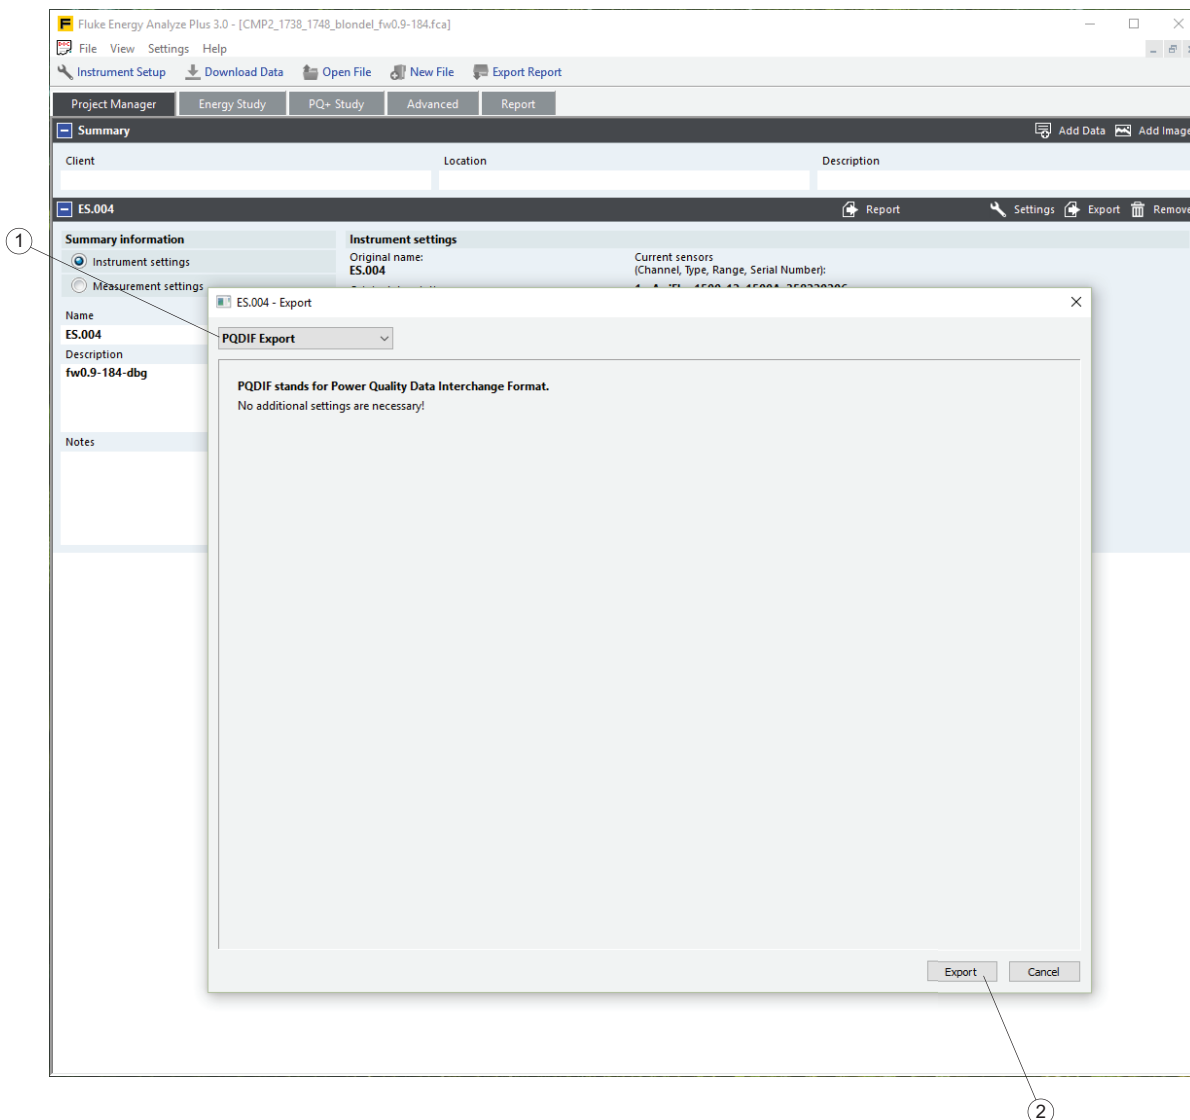 Fluke Energy Analyze Plus 3.0 - [CMP2_1738_1748_blondel_fw0.9-184.fca]
File View Settings Help
Instrument Setup Download Data Open File New File Export Report
Project Manager Energy Study PQ+ Study Advanced Report
Summary Add Data Add Image
Client Location Description
ES.004 Report Settings Export Remove
1
Summary information Instrument settings
Instrument settings Original name: Current sensors
ES.004 (Channel, Type, Range, Serial Number):
Measurement settings
ES.004 - Export
Name
ES.004
PQDIF Export
Description
fw0.9-184-dbg
PQDIF stands for Power Quality Data Interchange Format.
No additional settings are necessary!
Notes
Export Cancel
2